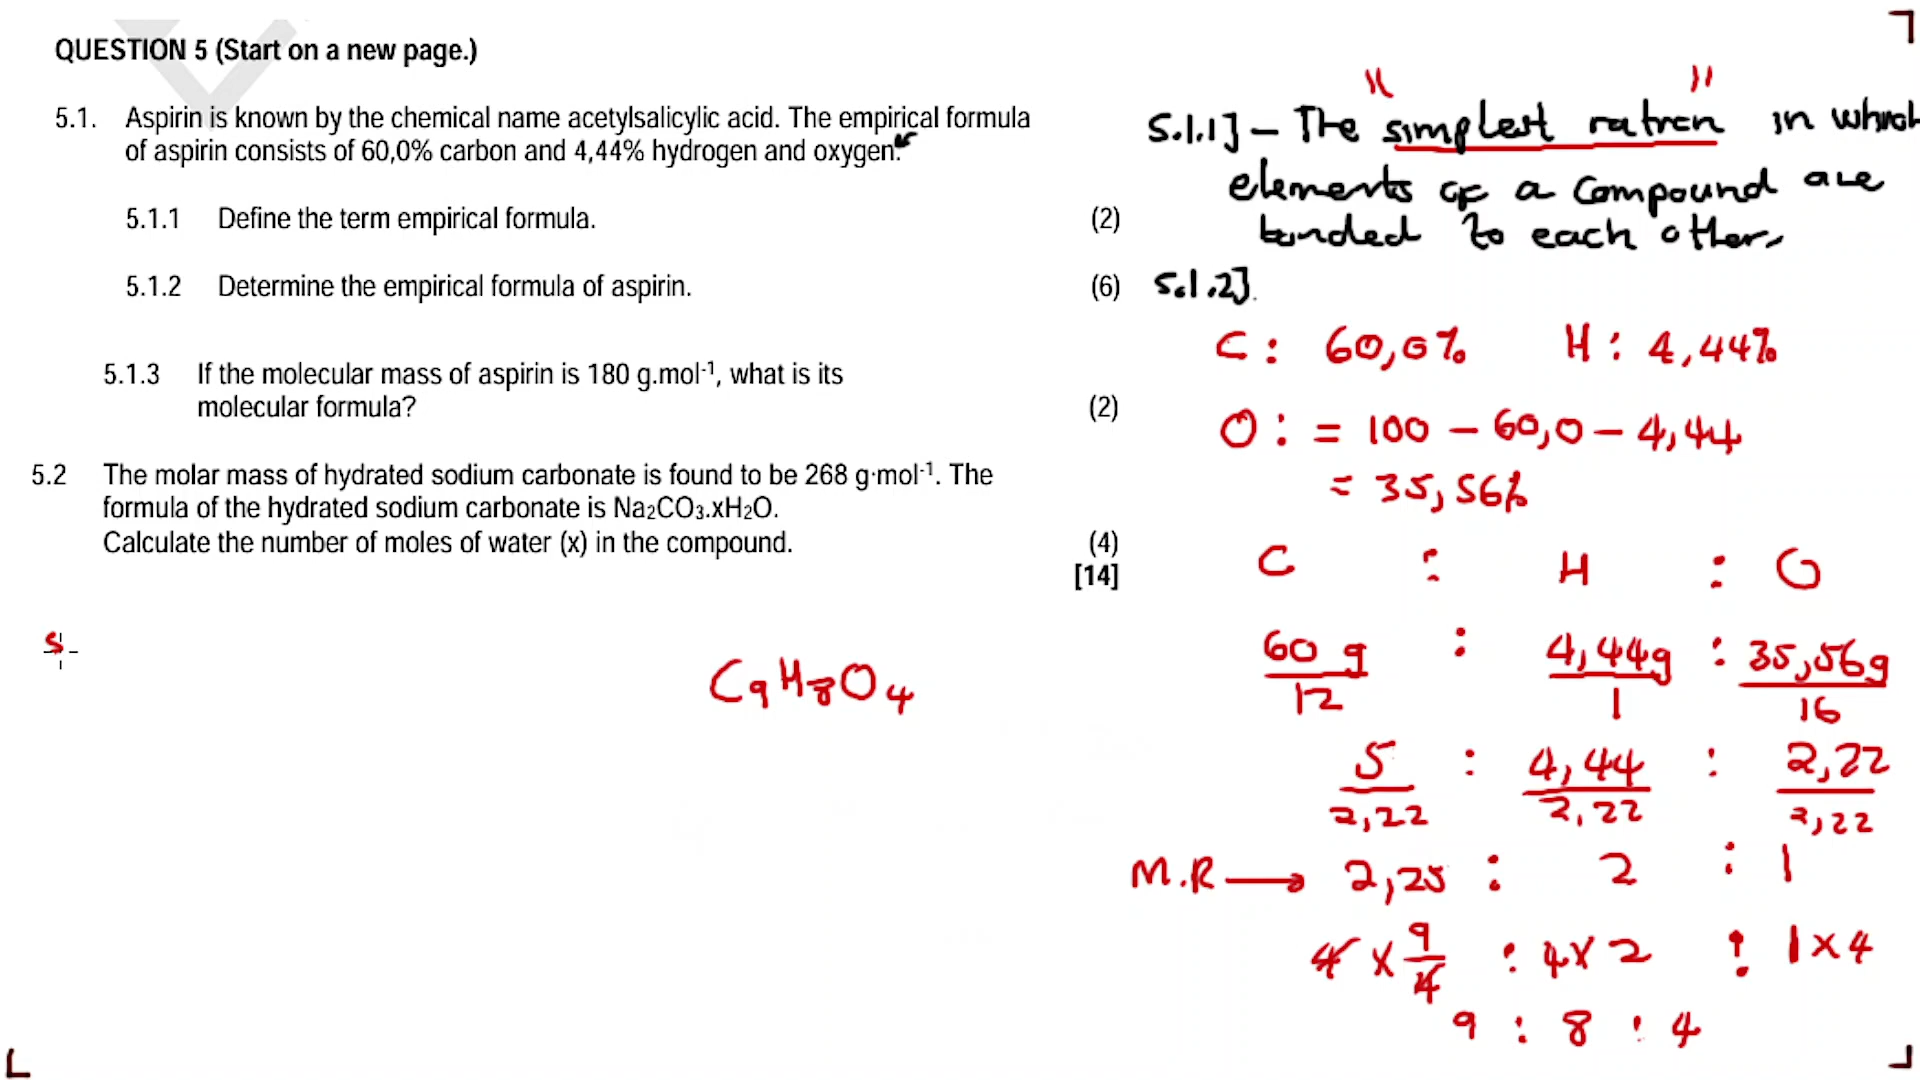 QUESTION 5 (Start on a new page.)
5.1. Aspirin is known by the chemical name acetylsalicylic acid. The empirical formula
of aspirin consists of 60,0% carbon and 4,44% hydrogen and oxygen.
5.1.1 Define the term empirical formula. (2)
5.1.2 Determine the empirical formula of aspirin. (6)
5.1.3 If the molecular mass of aspirin is 180 g.mol⁻¹, what is its
molecular formula? (2)
5.2 The molar mass of hydrated sodium carbonate is found to be 268 g·mol⁻¹. The
formula of the hydrated sodium carbonate is Na₂CO₃.xH₂O.
Calculate the number of moles of water (x) in the compound. (4)
[14]
S
C₉H₈O₄
5.1.1] – The "simplest ration" in which
elements of a compound are
bonded to each other.
5.1.2].
C : 60,0% H : 4,44%
O : = 100 – 60,0 – 4,44
= 35,56%
C : H : O
60 g : 4,44g : 35,56g
12 1 16
5 : 4,44 : 2,22
2,22 2,22 2,22
M.R → 2,25 : 2 : 1
4 × 9/4 : 4×2 : 1×4
9 : 8 : 4